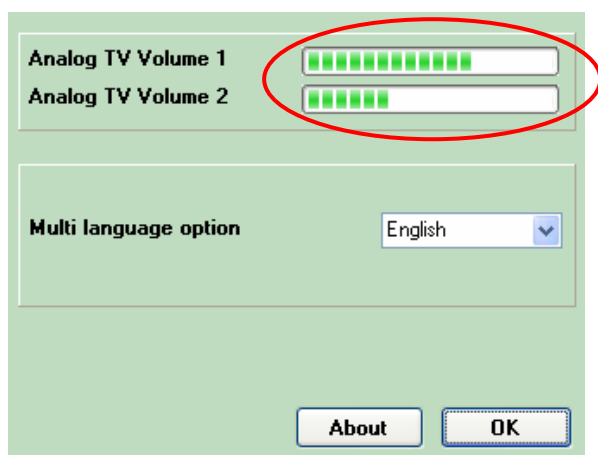 Analog TV Volume 1
Analog TV Volume 2
Multi language option English
About OK